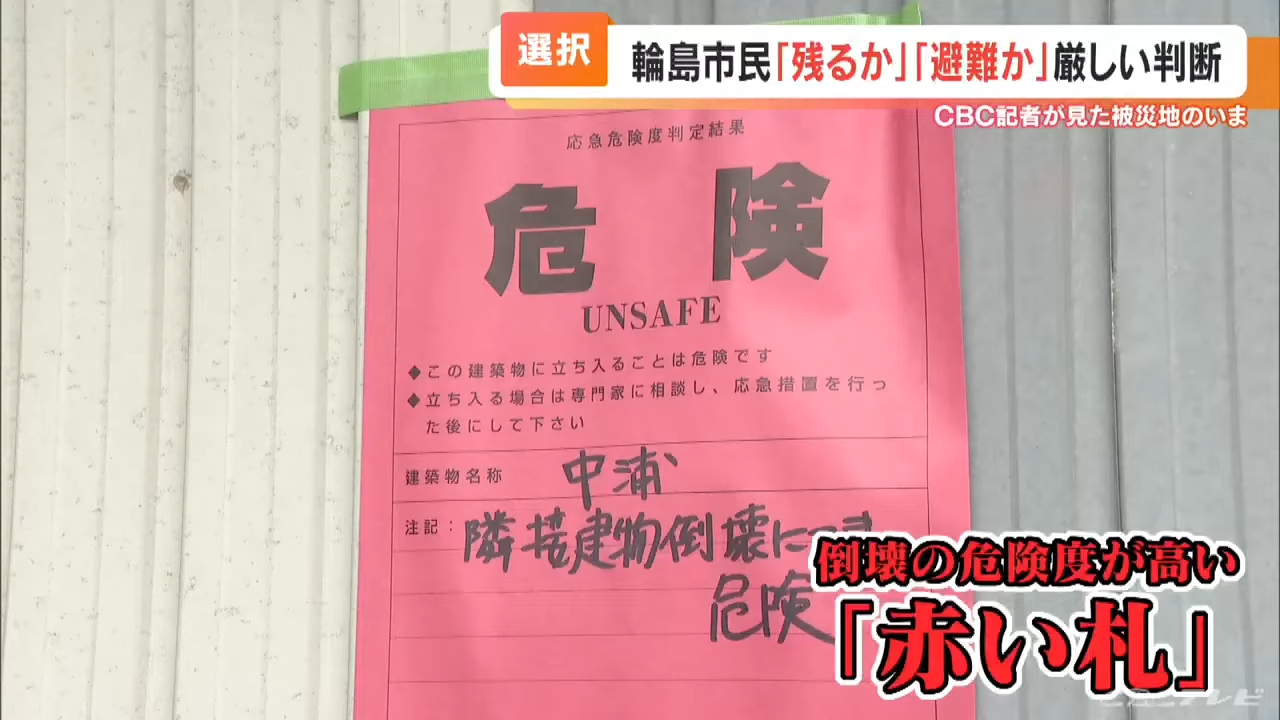 選択
輪島市民「残るか」「避難か」厳しい判断
CBC記者が見た被災地のいま
応急危険度判定結果
危険
UNSAFE
◆この建築物に立ち入ることは危険です
◆立ち入る場合は専門家に相談し、応急措置を行っ
た後にして下さい
建築物名称 中浦
注記：隣接建物倒壊につき
危険
倒壊の危険度が高い
「赤い札」